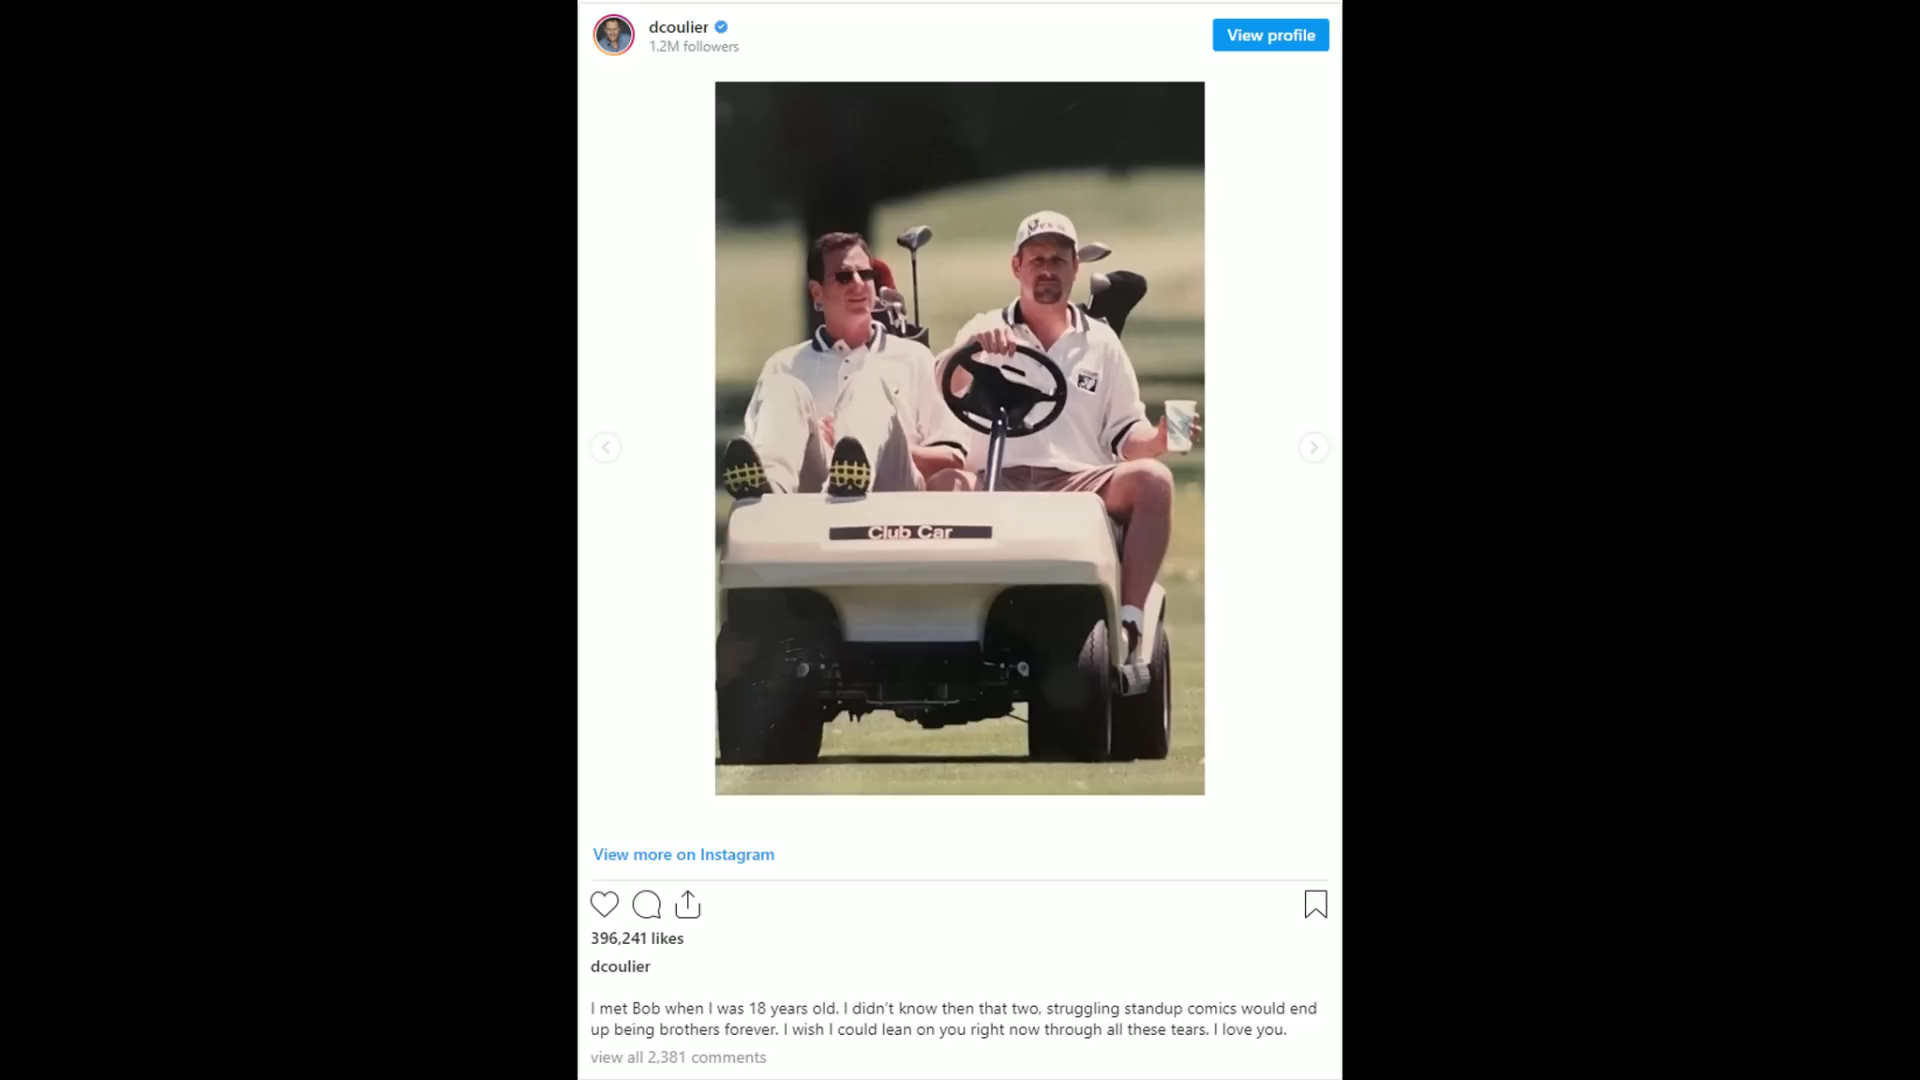 dcoulier
1.2M followers
View profile
Club Car
View more on Instagram
396,241 likes
dcoulier
I met Bob when I was 18 years old. I didn't know then that two, struggling standup comics would end
up being brothers forever. I wish I could lean on you right now through all these tears. I love you.
view all 2,381 comments